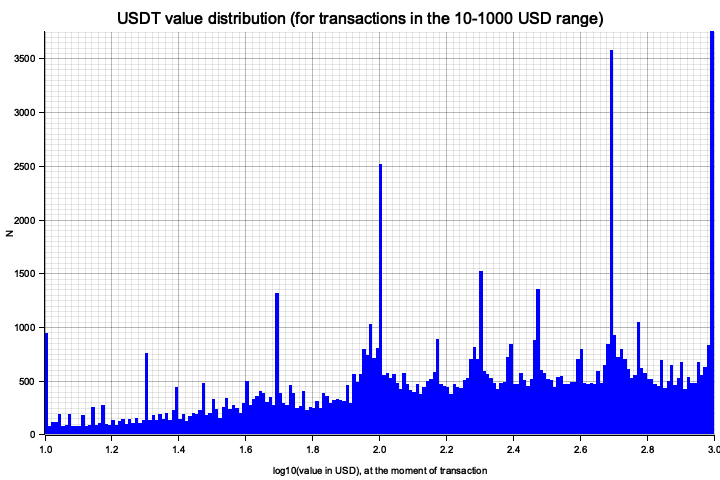 USDT value distribution (for transactions in the 10-1000 USD range)
3500
3000
2500
2000
1500
1000
500
0
N
1.0 1.2 1.4 1.6 1.8 2.0 2.2 2.4 2.6 2.8 3.0
log10(value in USD), at the moment of transaction